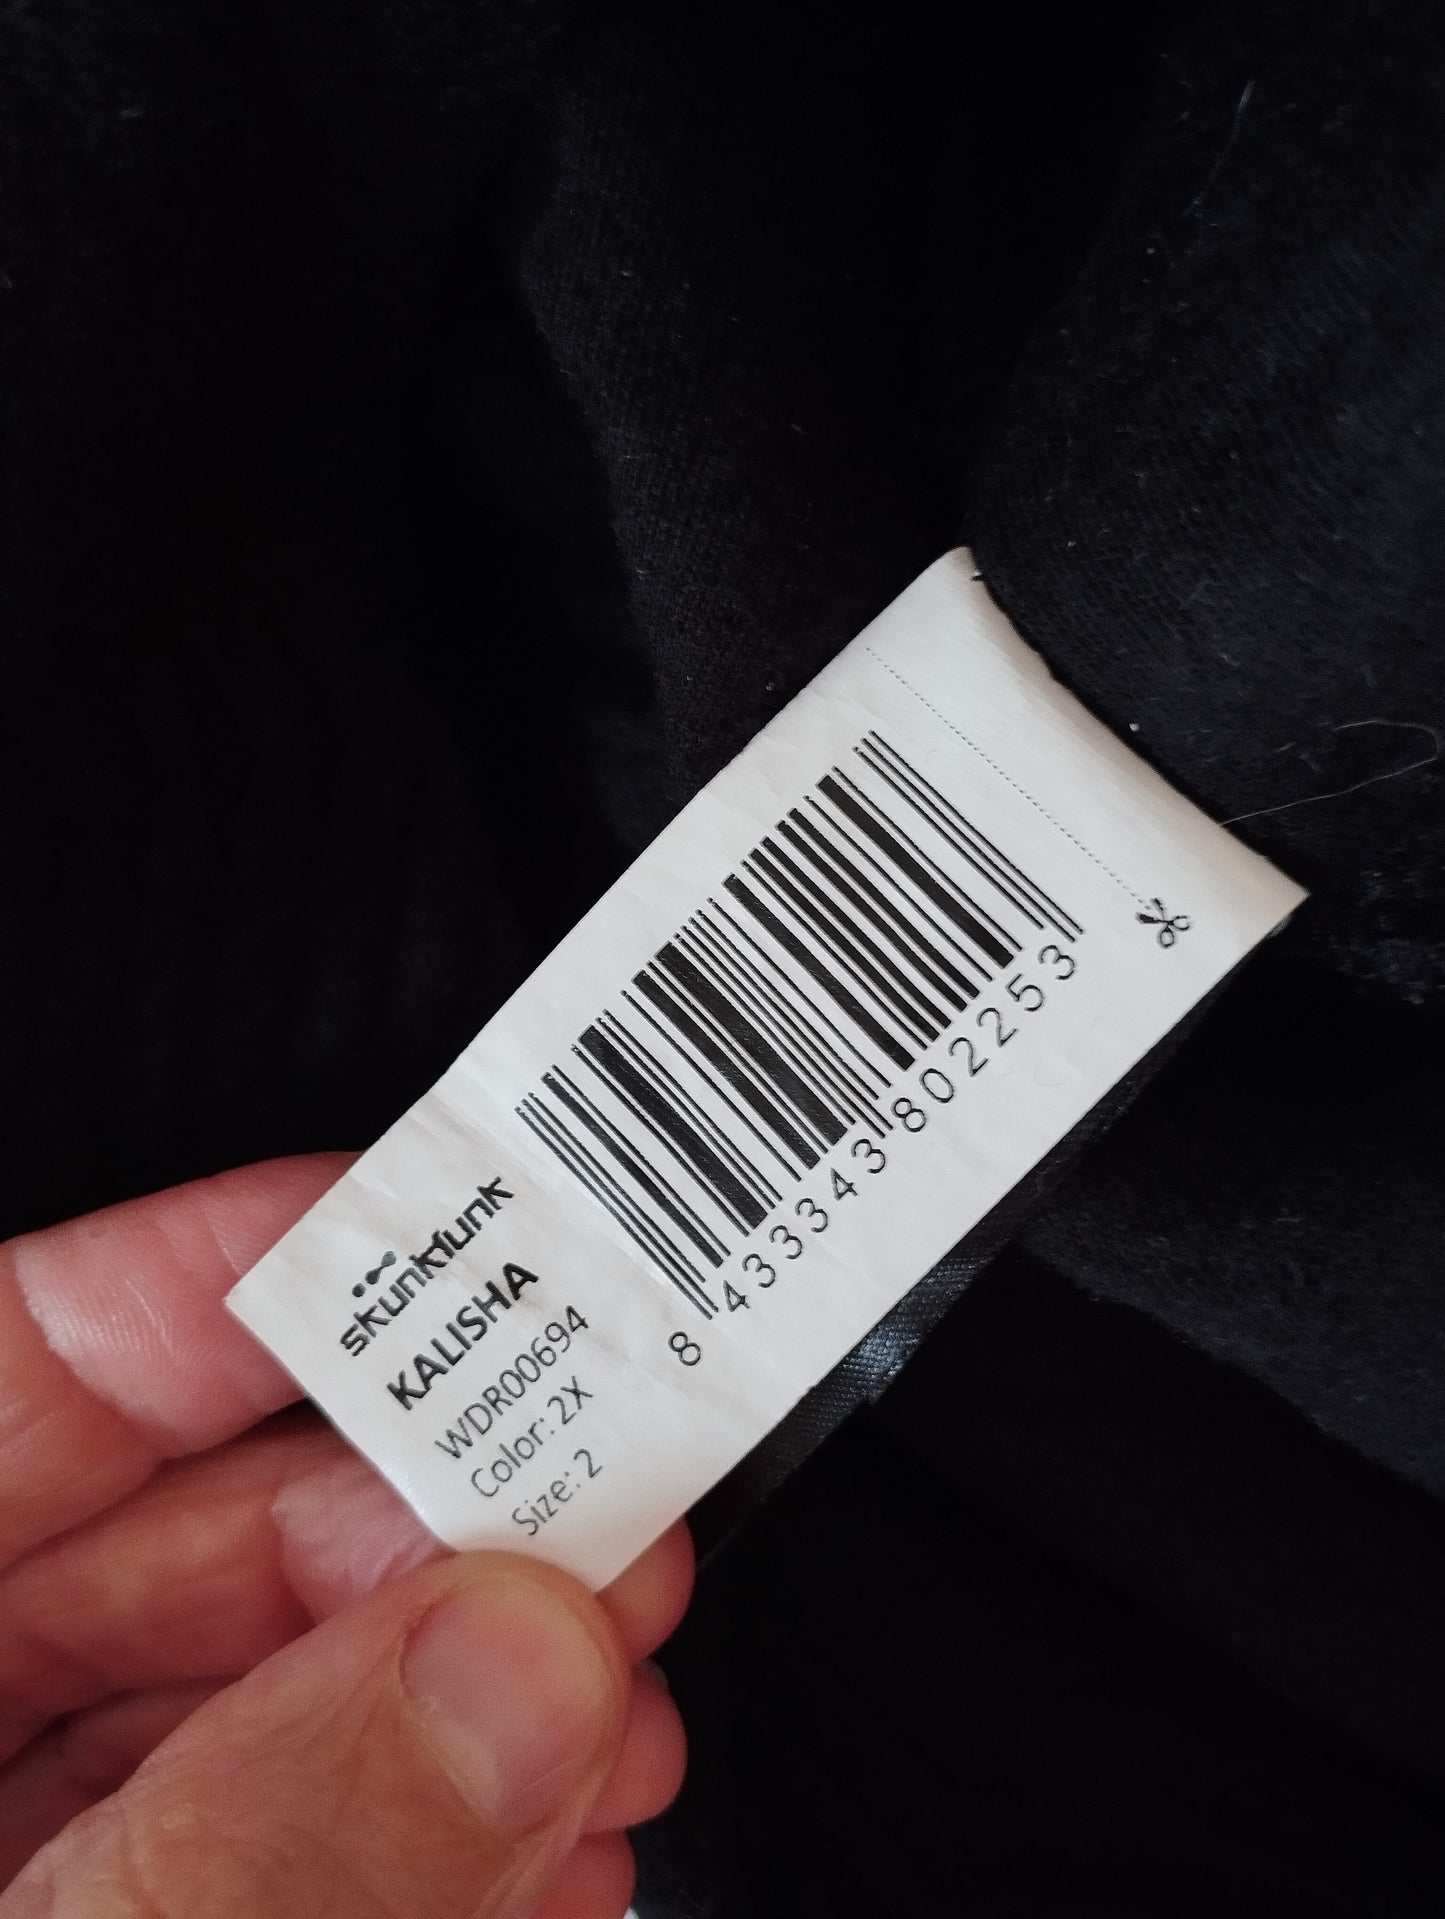 8 433343 802253
skunkfunk
KALISHA
WDR00694
Color: 2X
Size: 2